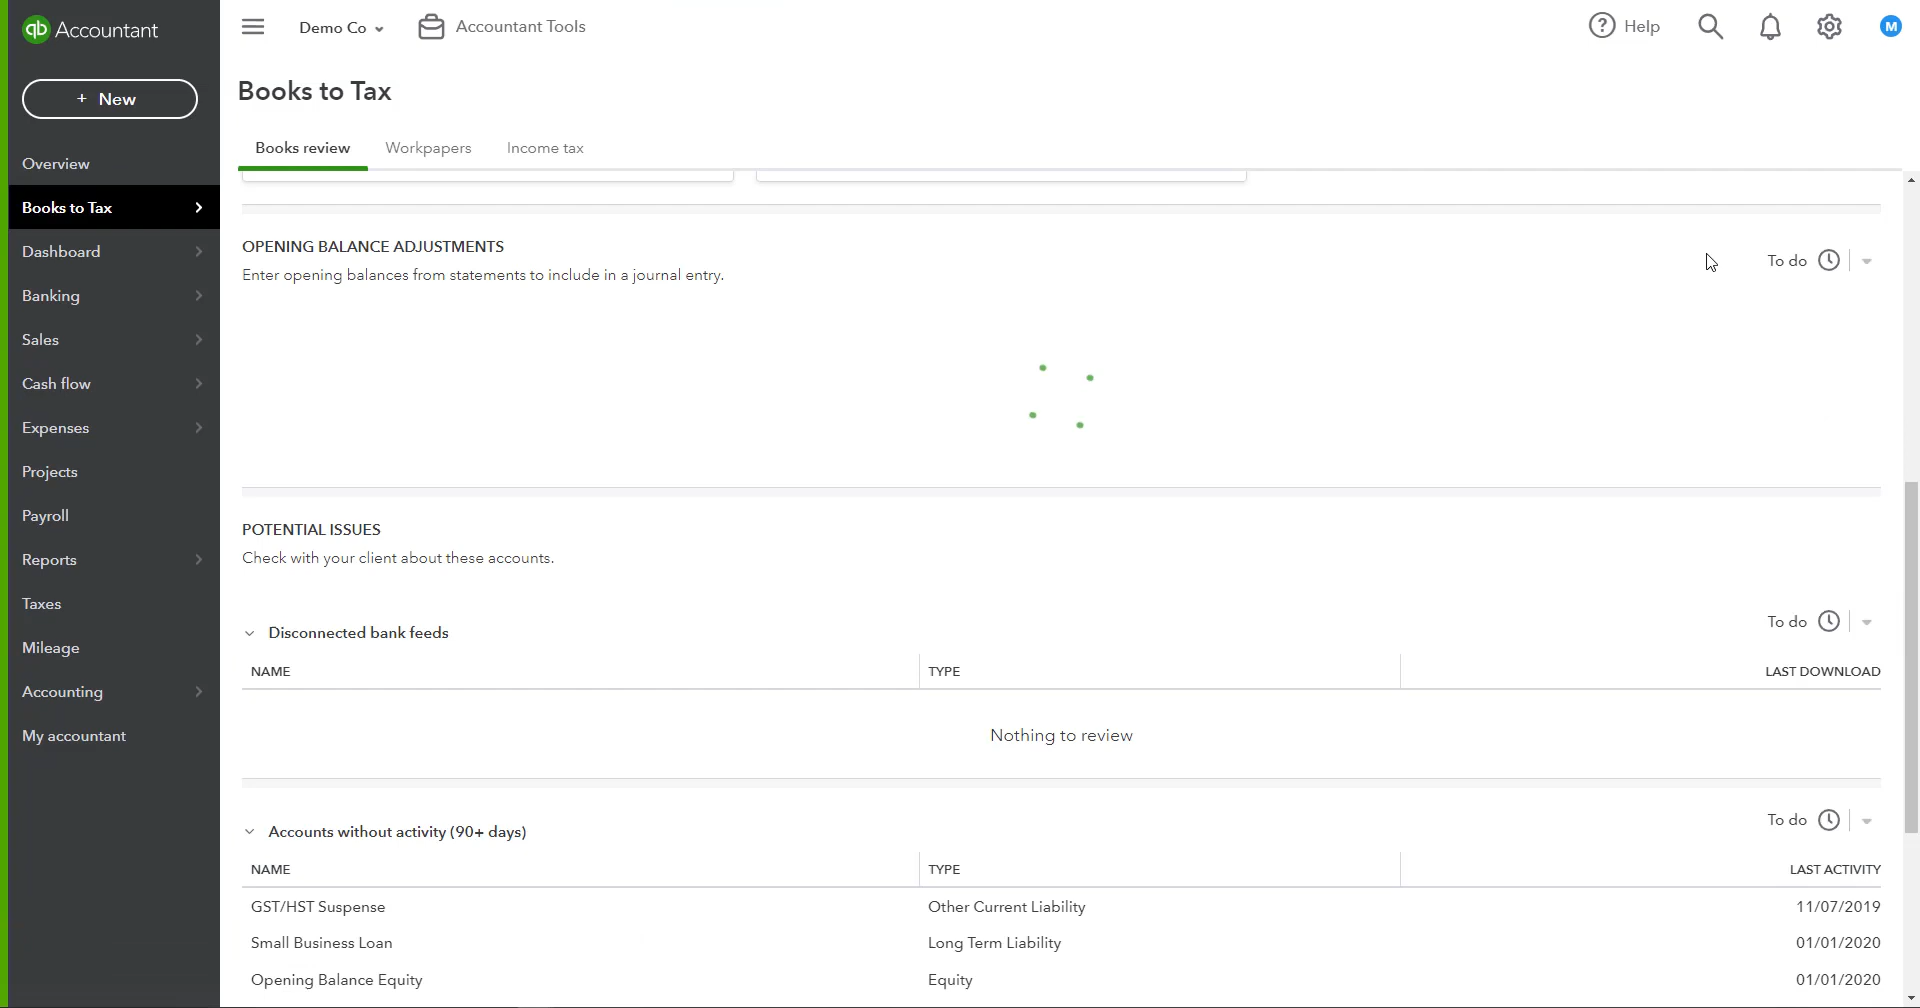 qb Accountant
Demo Co
Accountant Tools
Help
M
+ New
Books to Tax
Books review
Workpapers
Income tax
Overview
Books to Tax
Dashboard
Banking
Sales
Cash flow
Expenses
Projects
Payroll
Reports
Taxes
Mileage
Accounting
My accountant
OPENING BALANCE ADJUSTMENTS
Enter opening balances from statements to include in a journal entry.
To do
POTENTIAL ISSUES
Check with your client about these accounts.
Disconnected bank feeds
To do
NAME TYPE LAST DOWNLOAD
Nothing to review
Accounts without activity (90+ days)
To do
NAME TYPE LAST ACTIVITY
GST/HST Suspense Other Current Liability 11/07/2019
Small Business Loan Long Term Liability 01/01/2020
Opening Balance Equity Equity 01/01/2020